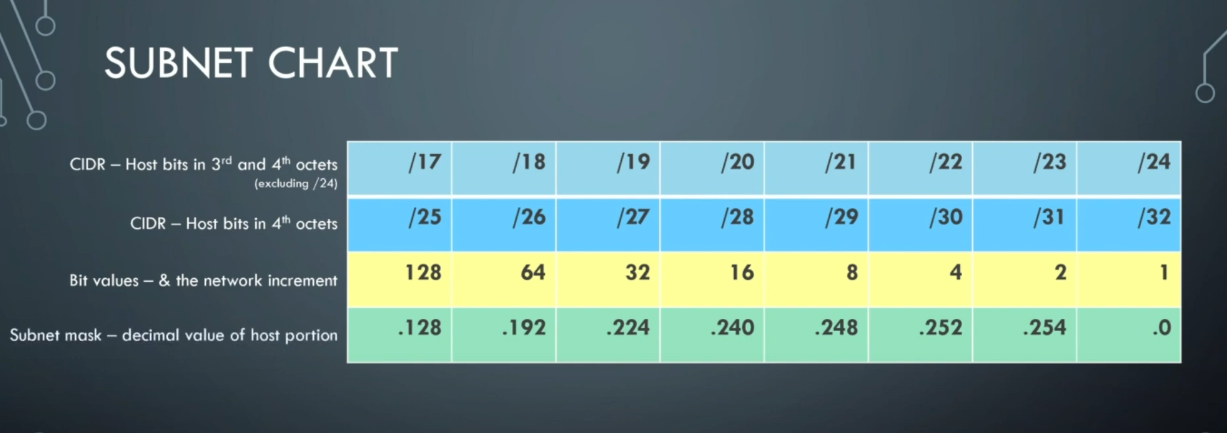 SUBNET CHART
CIDR – Host bits in 3rd and 4th octets /17 /18 /19 /20 /21 /22 /23 /24
(excluding /24)
CIDR – Host bits in 4th octets /25 /26 /27 /28 /29 /30 /31 /32
Bit values – & the network increment 128 64 32 16 8 4 2 1
Subnet mask – decimal value of host portion .128 .192 .224 .240 .248 .252 .254 .0